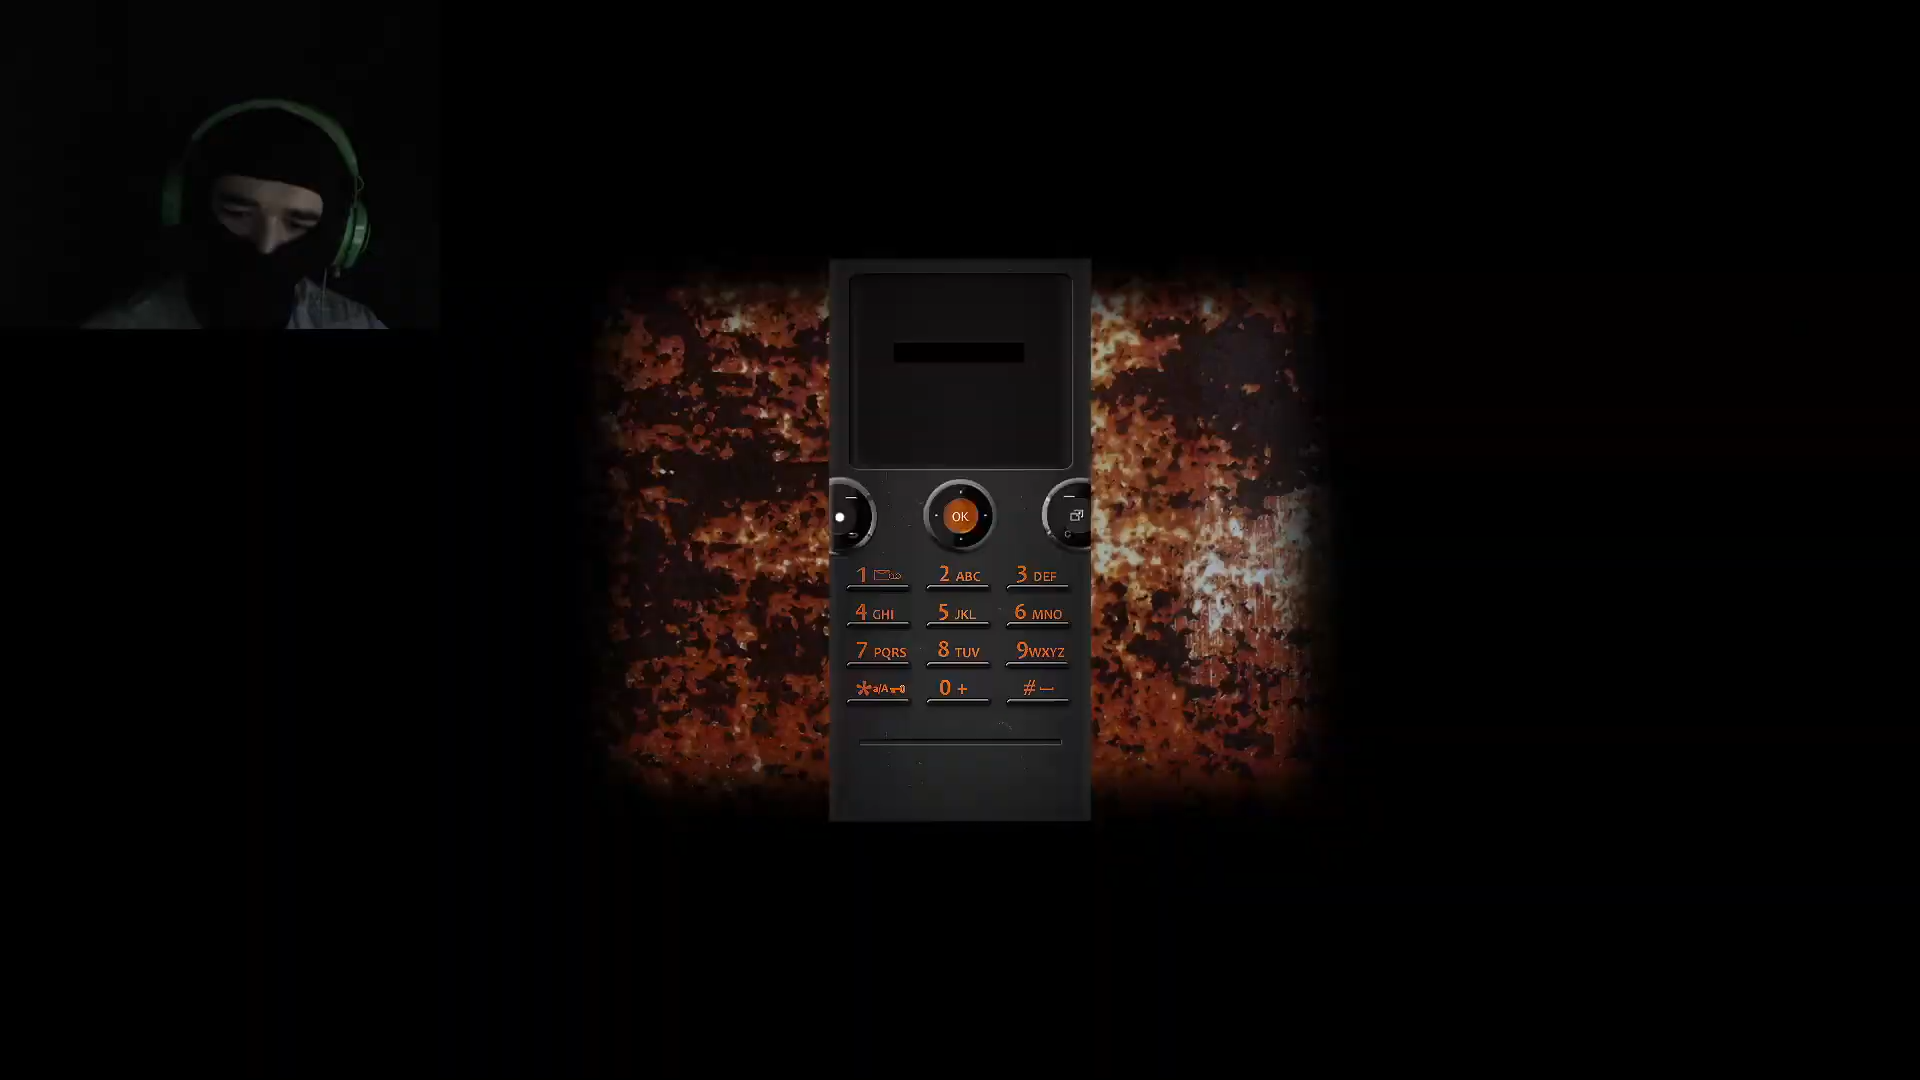 OK
1 2 ABC 3 DEF
4 GHI 5 JKL 6 MNO
7 PQRS 8 TUV 9WXYZ
*a/A 0 + #